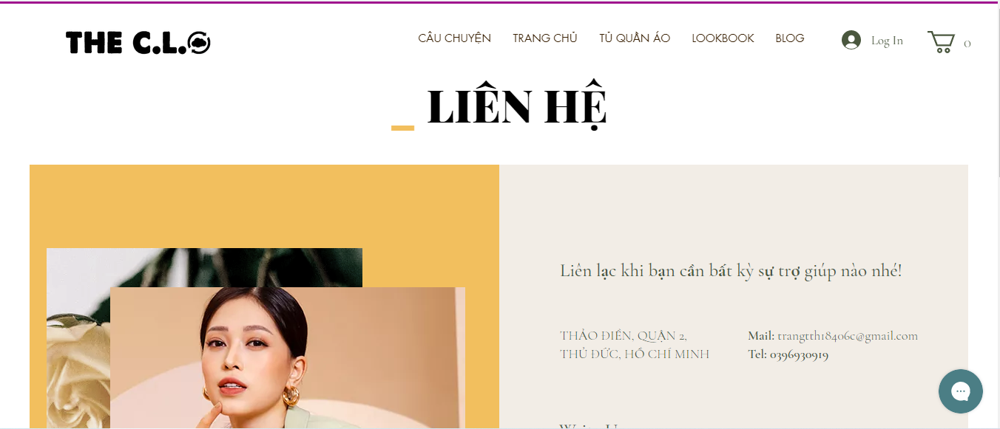 THE C.L.
CÂU CHUYỆN TRANG CHỦ TỦ QUẦN ÁO LOOKBOOK BLOG Log In 0
LIÊN HỆ
Liên lạc khi bạn cần bất kỳ sự trợ giúp nào nhé!
THẢO ĐIỀN, QUẬN 2,
THỦ ĐỨC, HỒ CHÍ MINH
Mail: trangtth18406c@gmail.com
Tel: 0396930919